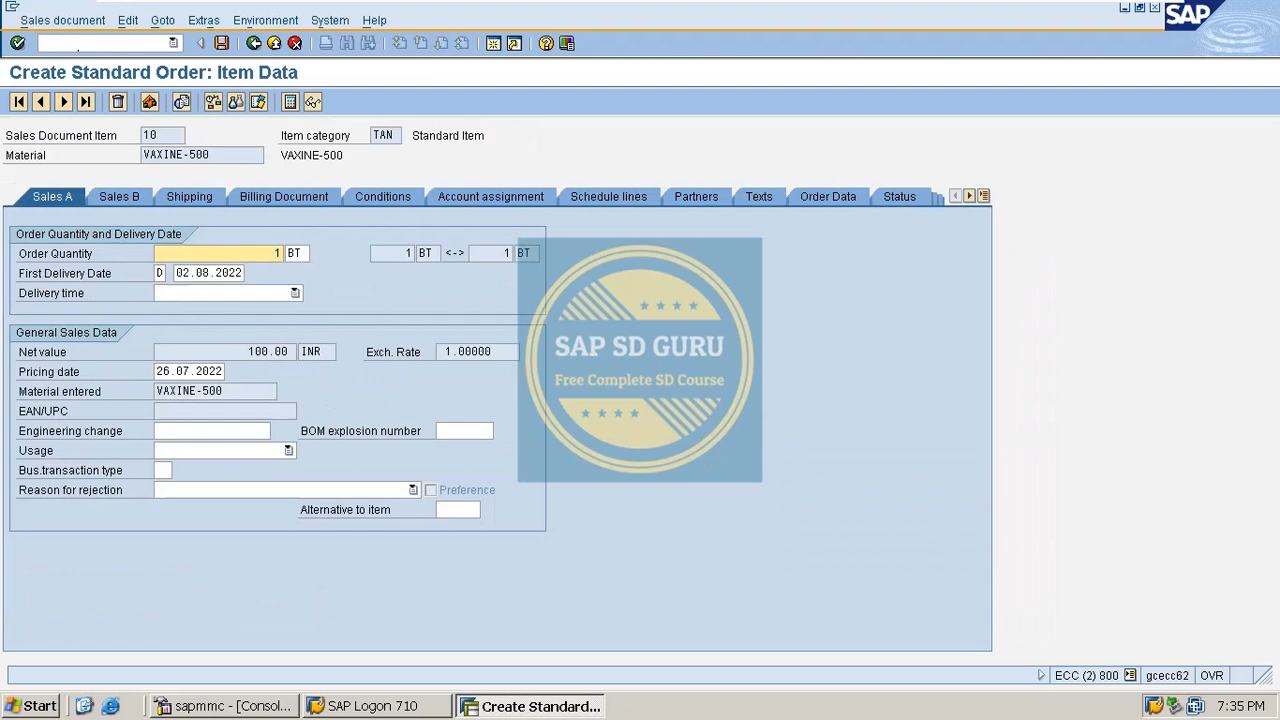 Sales document Edit Goto Extras Environment System Help
SAP
Create Standard Order: Item Data
Sales Document Item 10 Item category TAN Standard Item
Material VAXINE-500 VAXINE-500
Sales A Sales B Shipping Billing Document Conditions Account assignment Schedule lines Partners Texts Order Data Status
Order Quantity and Delivery Date
Order Quantity 1 BT 1 BT <-> 1 BT
First Delivery Date D 02.08.2022
Delivery time
General Sales Data
Net value 100.00 INR Exch. Rate 1.00000
Pricing date 26.07.2022
Material entered VAXINE-500
EAN/UPC
Engineering change BOM explosion number
Usage
Bus.transaction type
Reason for rejection Preference
Alternative to item
SAP SD GURU
Free Complete SD Course
ECC (2) 800 gcecc62 OVR
Start sapmmc - [Consol... SAP Logon 710 Create Standard... 7:35 PM